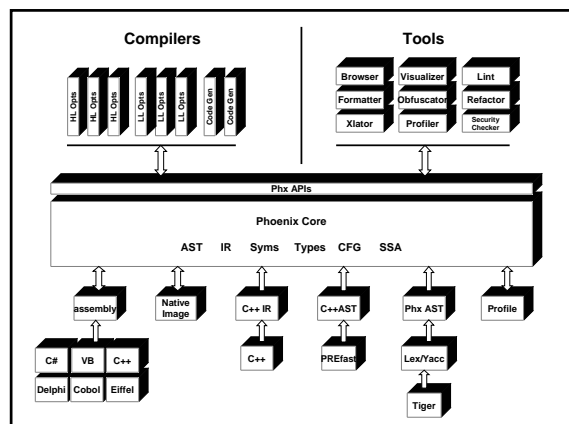 Compilers
Tools
HL Opts
HL Opts
HL Opts
LL Opts
LL Opts
LL Opts
Code Gen
Code Gen
Browser
Visualizer
Lint
Formatter
Obfuscator
Refactor
Xlator
Profiler
Security
Checker
Phx APIs
Phoenix Core
AST IR Syms Types CFG SSA
assembly
Native
Image
C++ IR
C++AST
Phx AST
Profile
C#
VB
C++
C++
PREfast
Lex/Yacc
Delphi
Cobol
Eiffel
Tiger